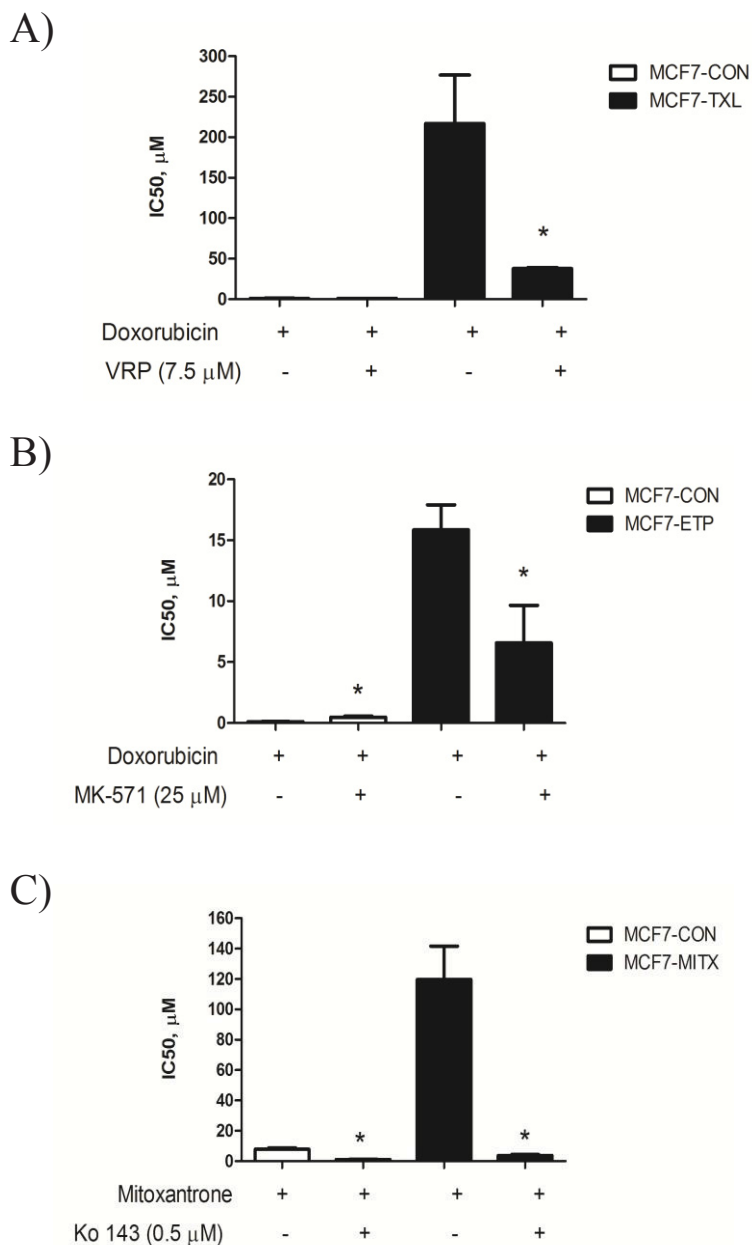 A)
300
250
200
150
100
50
0
IC50, μM
MCF7-CON
MCF7-TXL
*
Doxorubicin + + + +
VRP (7.5 μM) - + - +
B)
20
15
10
5
0
IC50, μM
MCF7-CON
MCF7-ETP
* *
Doxorubicin + + + +
MK-571 (25 μM) - + - +
C)
160
140
120
100
80
60
40
20
0
IC50, μM
MCF7-CON
MCF7-MITX
* *
Mitoxantrone + + + +
Ko 143 (0.5 μM) - + - +